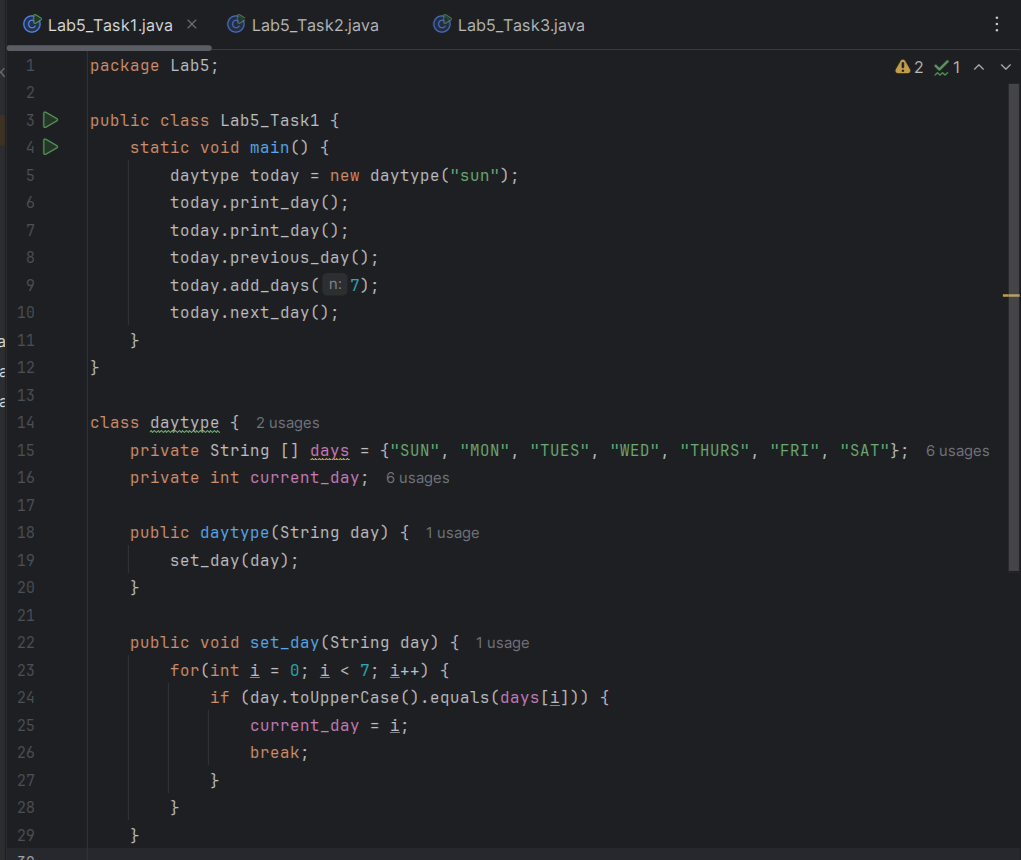 Lab5_Task1.java Lab5_Task2.java Lab5_Task3.java
2 1
1 package Lab5;
2
3 public class Lab5_Task1 {
4 static void main() {
5 daytype today = new daytype("sun");
6 today.print_day();
7 today.print_day();
8 today.previous_day();
9 today.add_days( n: 7);
10 today.next_day();
11 }
12 }
13
14 class daytype { 2 usages
15 private String [] days = {"SUN", "MON", "TUES", "WED", "THURS", "FRI", "SAT"}; 6 usages
16 private int current_day; 6 usages
17
18 public daytype(String day) { 1 usage
19 set_day(day);
20 }
21
22 public void set_day(String day) { 1 usage
23 for(int i = 0; i < 7; i++) {
24 if (day.toUpperCase().equals(days[i])) {
25 current_day = i;
26 break;
27 }
28 }
29 }